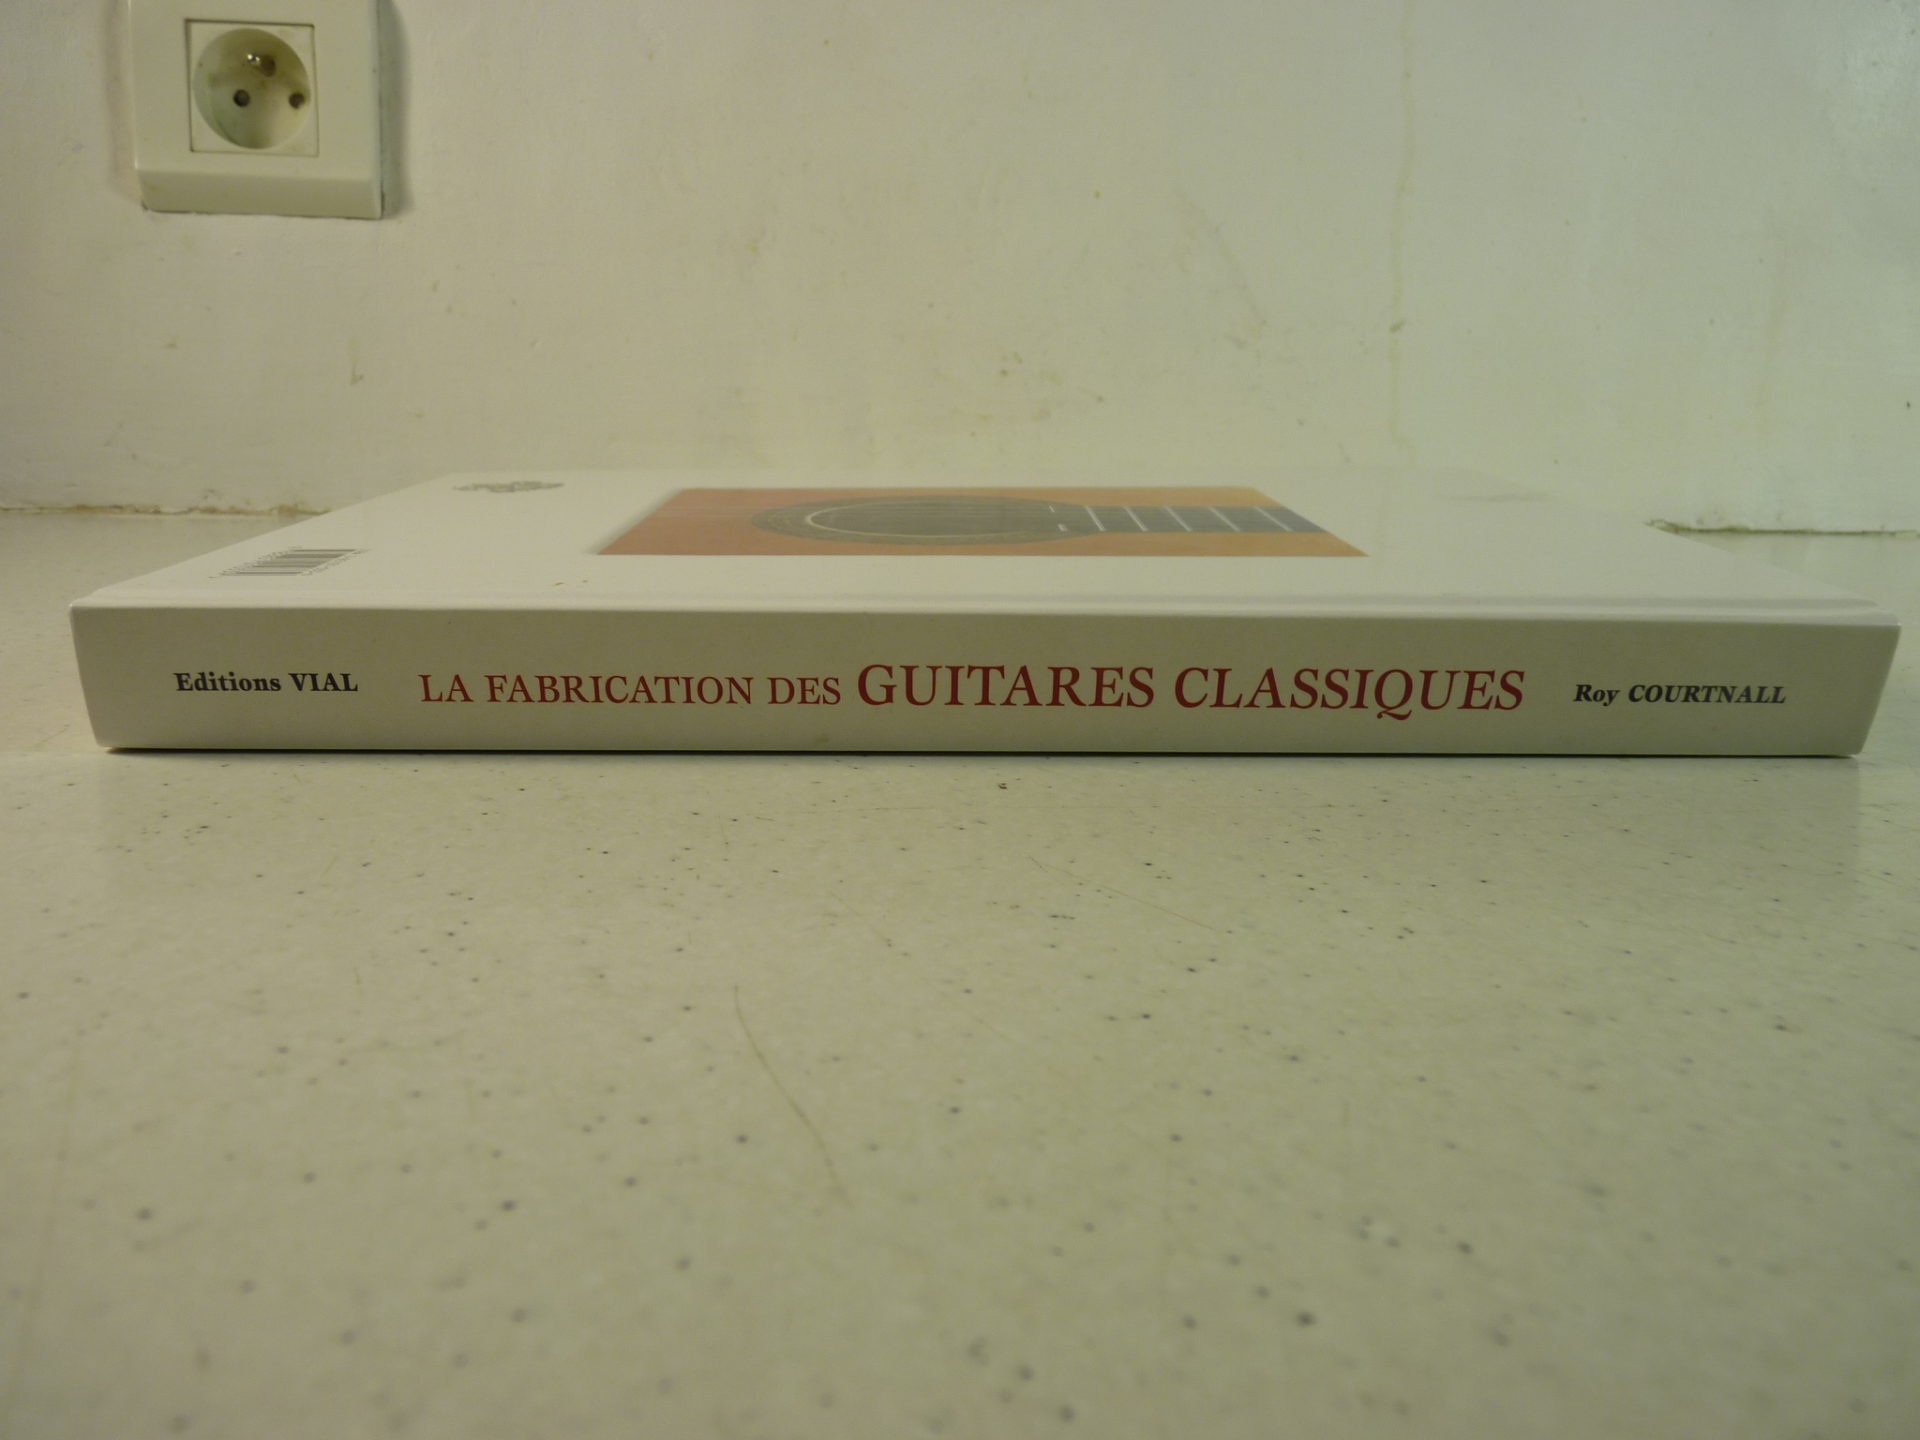 Editions VIAL LA FABRICATION DES GUITARES CLASSIQUES Roy COURTNALL